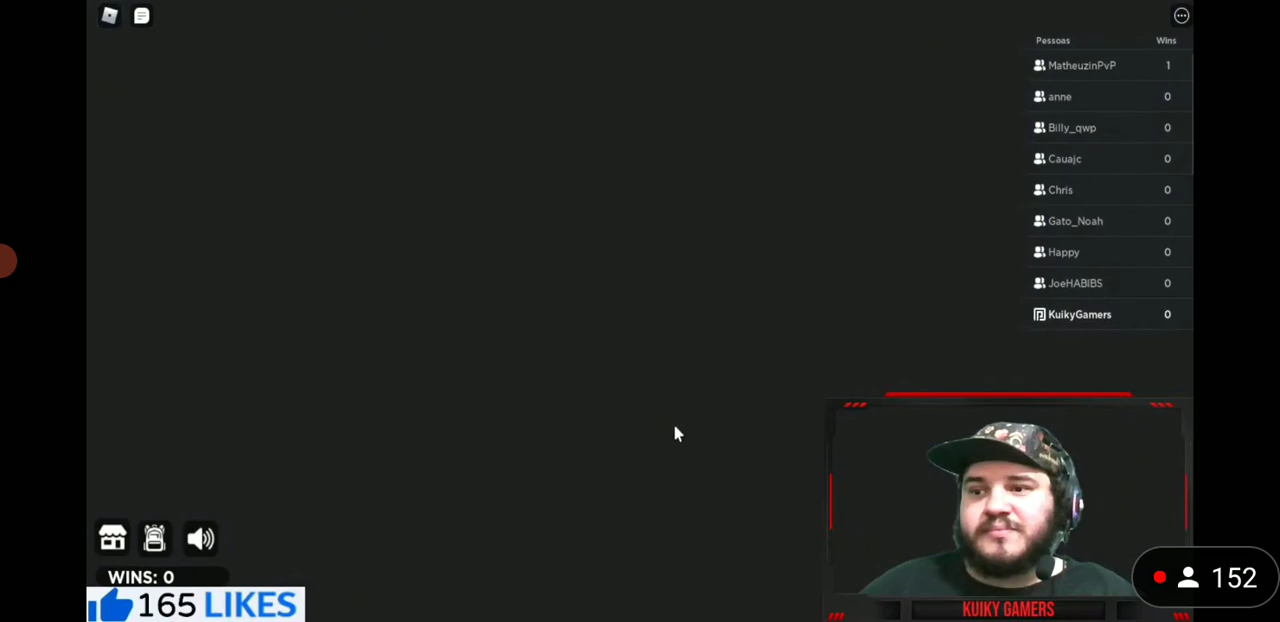 Pessoas Wins
MatheuzinPvP 1
anne 0
Billy_qwp 0
Cauajc 0
Chris 0
Gato_Noah 0
Happy 0
JoeHABIBS 0
KuikyGamers 0
WINS: 0
165 LIKES
KUIKY GAMERS
152